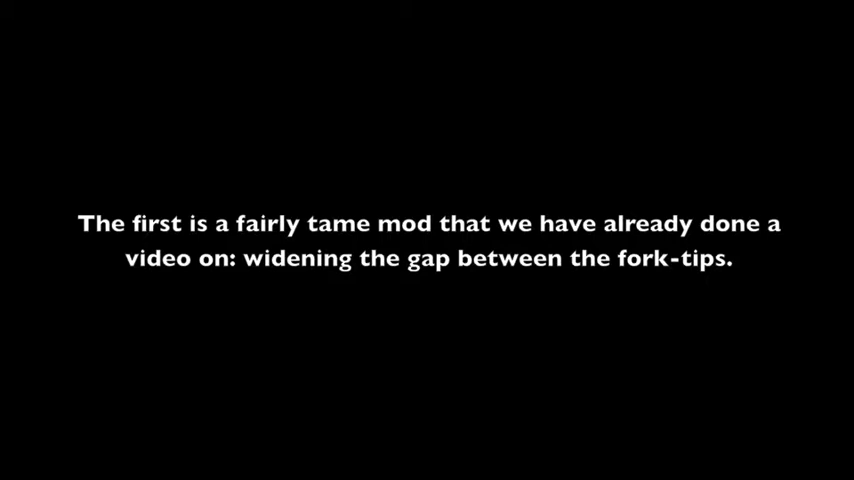 The first is a fairly tame mod that we have already done a
video on: widening the gap between the fork-tips.